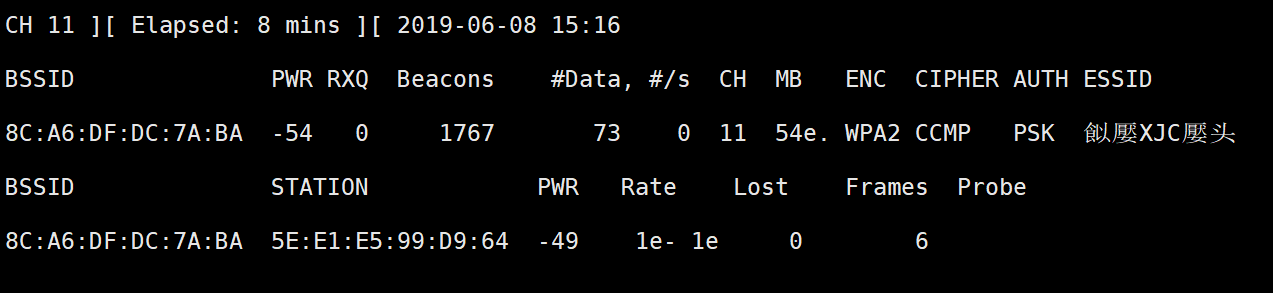 CH 11 ][ Elapsed: 8 mins ][ 2019-06-08 15:16
BSSID PWR RXQ Beacons #Data, #/s CH MB ENC CIPHER AUTH ESSID
8C:A6:DF:DC:7A:BA -54 0 1767 73 0 11 54e. WPA2 CCMP PSK 飤壓XJC壓头
BSSID STATION PWR Rate Lost Frames Probe
8C:A6:DF:DC:7A:BA 5E:E1:E5:99:D9:64 -49 1e- 1e 0 6